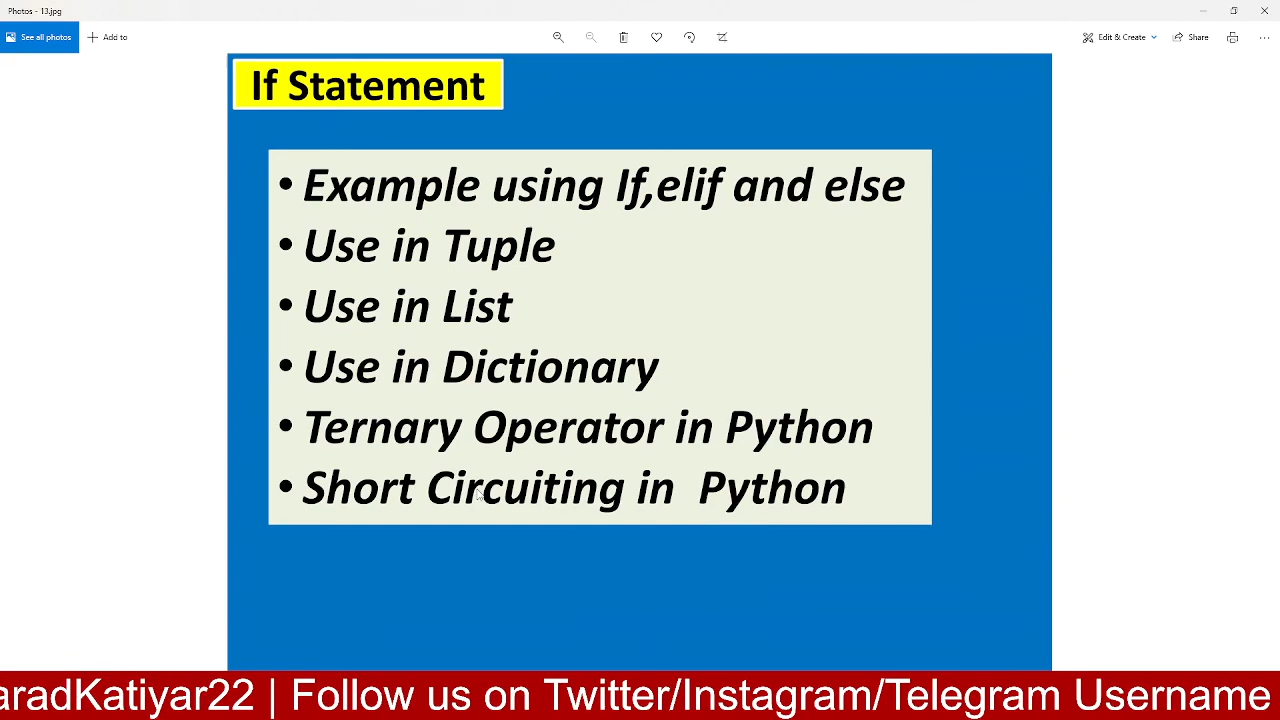 Photos - 13.jpg
See all photos
Add to
Edit & Create
Share
If Statement
• Example using If,elif and else
• Use in Tuple
• Use in List
• Use in Dictionary
• Ternary Operator in Python
• Short Circuiting in Python
aradKatiyar22 | Follow us on Twitter/Instagram/Telegram Username